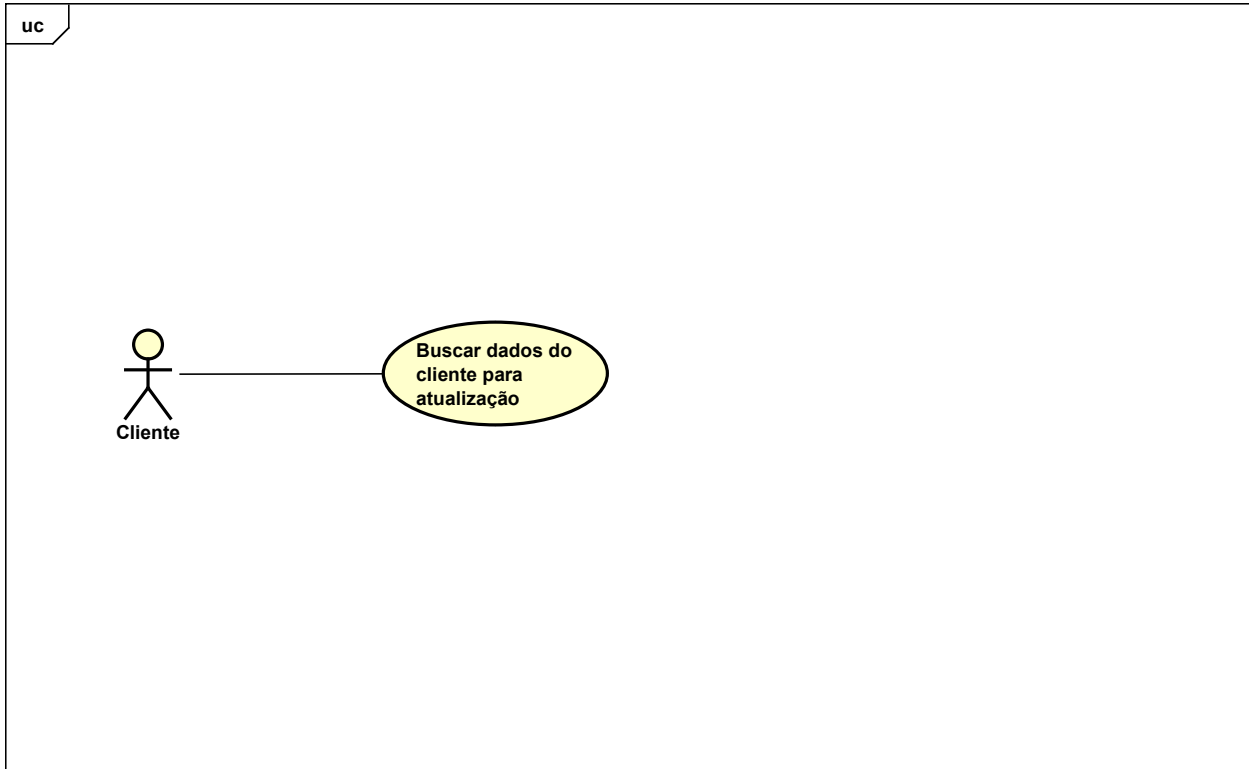 uc
Buscar dados do
cliente para
atualização
Cliente